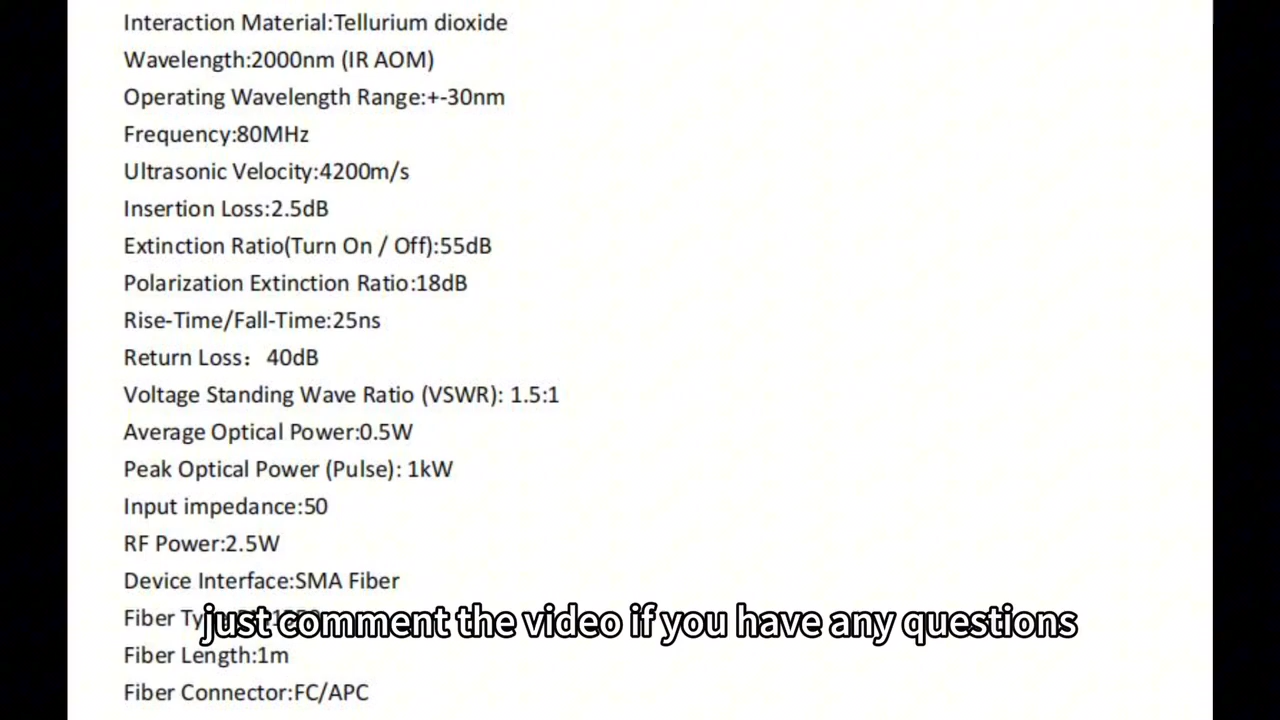 Interaction Material:Tellurium dioxide
Wavelength:2000nm (IR AOM)
Operating Wavelength Range:+-30nm
Frequency:80MHz
Ultrasonic Velocity:4200m/s
Insertion Loss:2.5dB
Extinction Ratio(Turn On / Off):55dB
Polarization Extinction Ratio:18dB
Rise-Time/Fall-Time:25ns
Return Loss：40dB
Voltage Standing Wave Ratio (VSWR): 1.5:1
Average Optical Power:0.5W
Peak Optical Power (Pulse): 1kW
Input impedance:50
RF Power:2.5W
Device Interface:SMA Fiber
Fiber
just comment the video if you have any questions
Fiber Length:1m
Fiber Connector:FC/APC